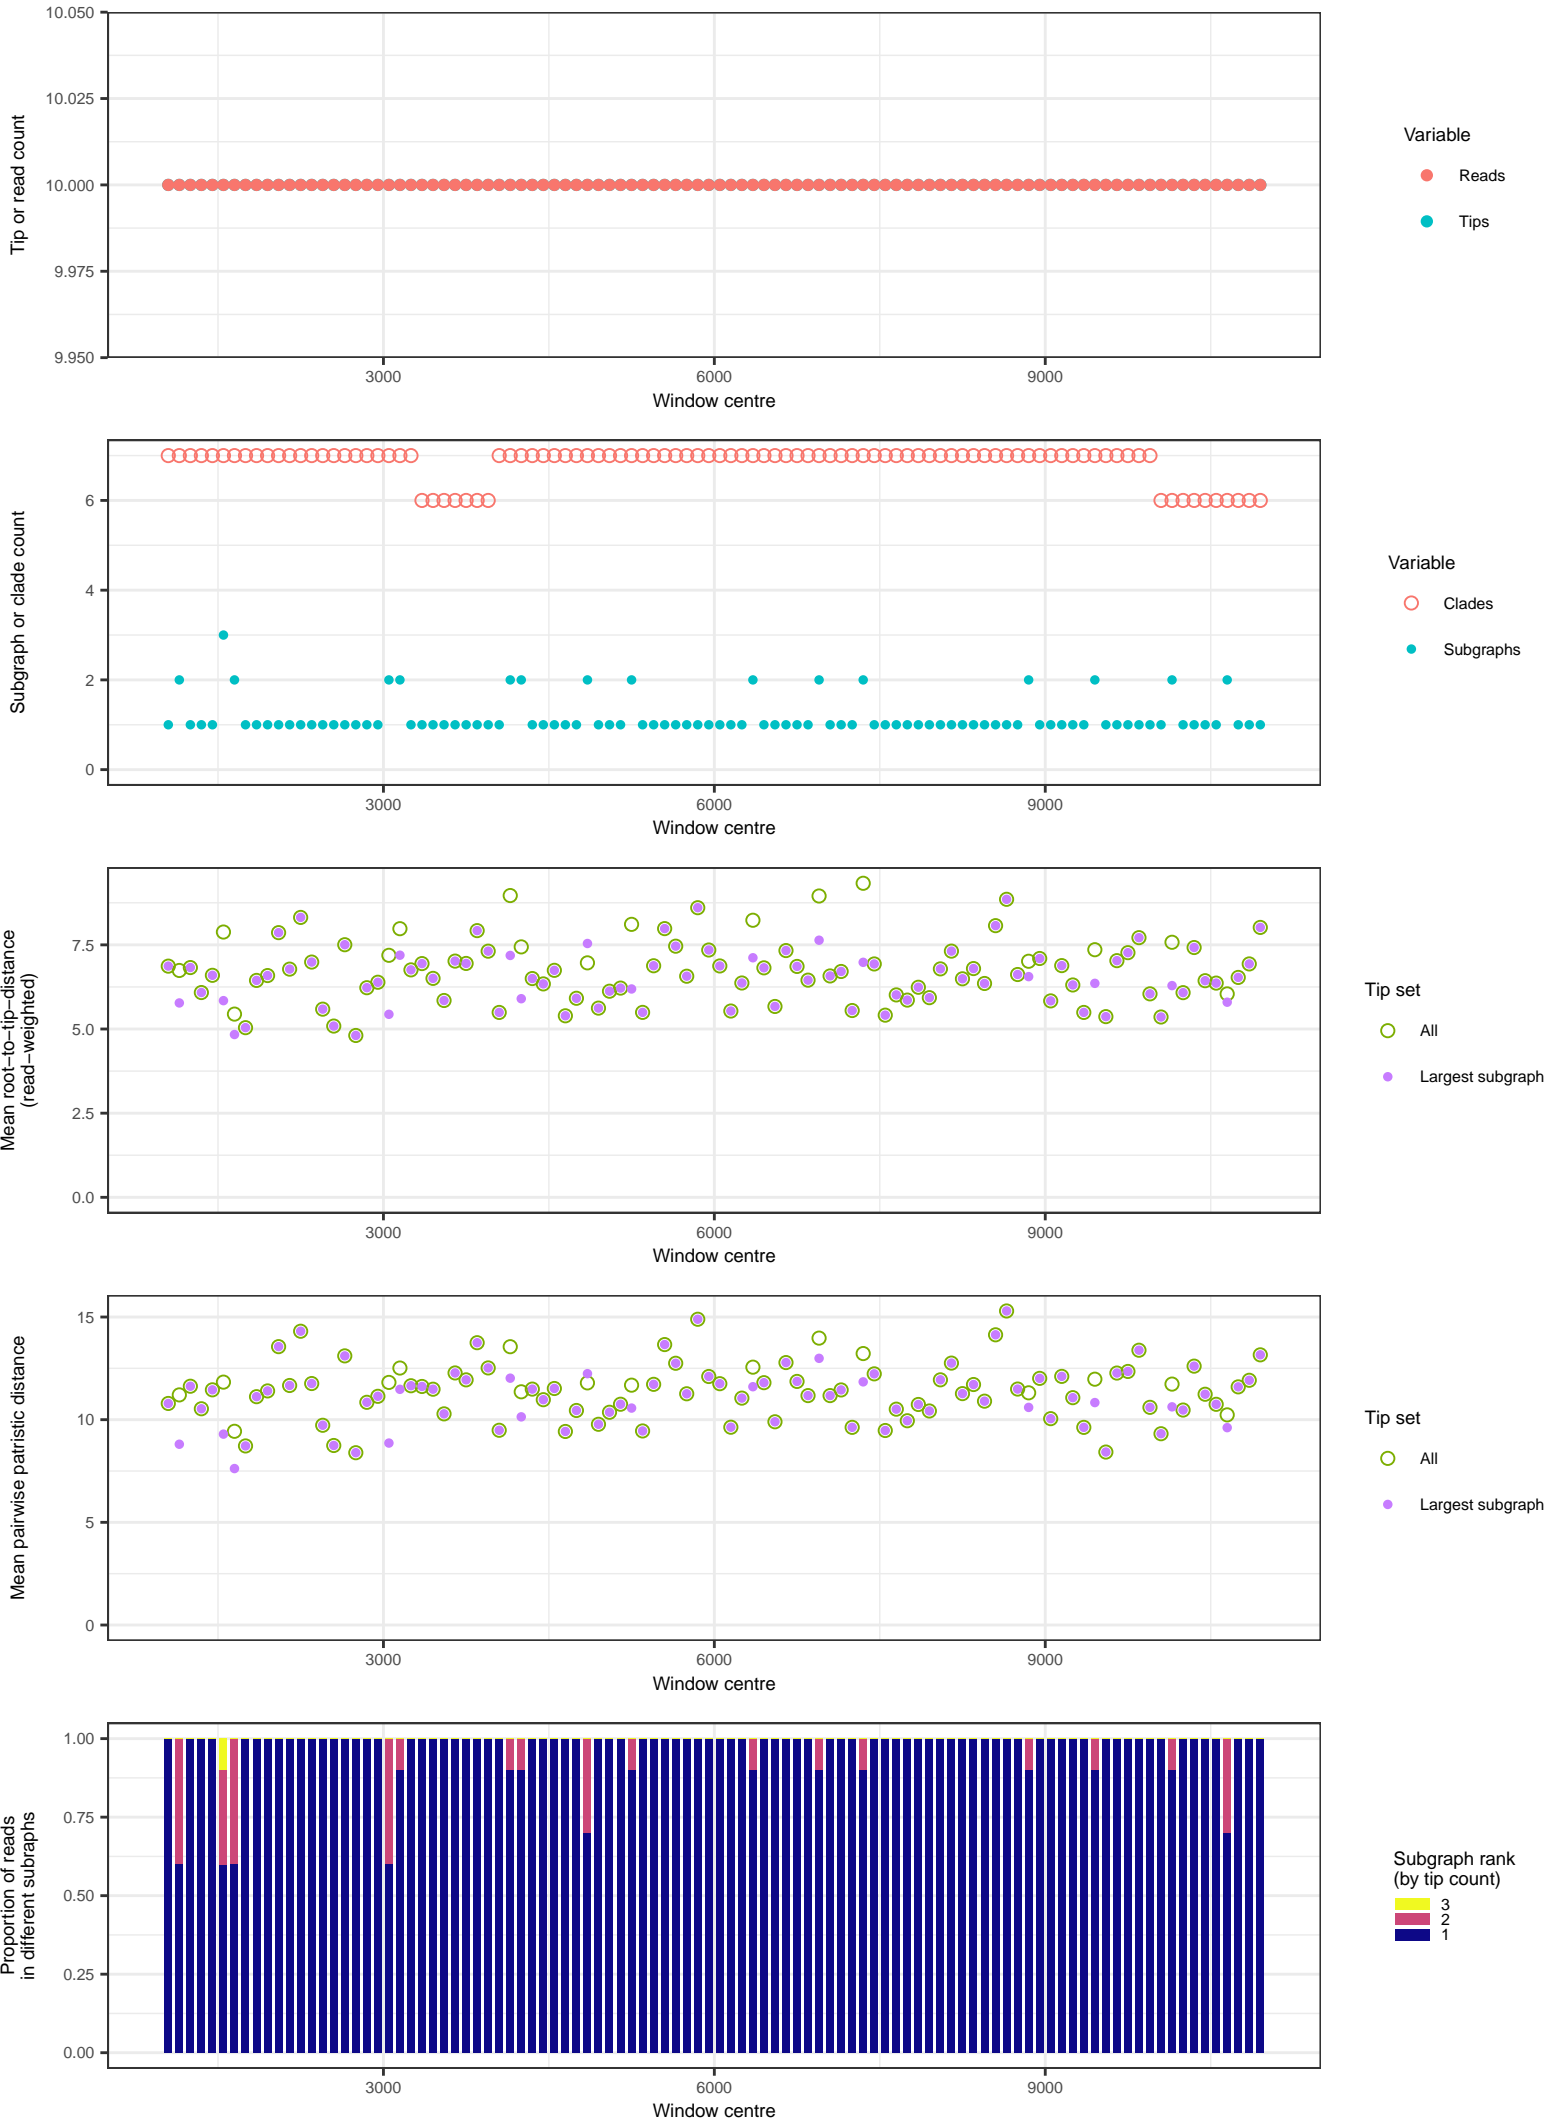 10.050
10.025
10.000
9.975
9.950
Tip or read count
3000
6000
9000
Window centre
Variable
Reads
Tips
6
4
2
0
Subgraph or clade count
3000
6000
9000
Window centre
Variable
Clades
Subgraphs
7.5
5.0
2.5
0.0
Mean root−to−tip−distance
(read−weighted)
3000
6000
9000
Window centre
Tip set
All
Largest subgraph
15
10
5
0
Mean pairwise patristic distance
3000
6000
9000
Window centre
Tip set
All
Largest subgraph
1.00
0.75
0.50
0.25
0.00
Proportion of reads
in different subraphs
3000
6000
9000
Window centre
Subgraph rank
(by tip count)
3
2
1